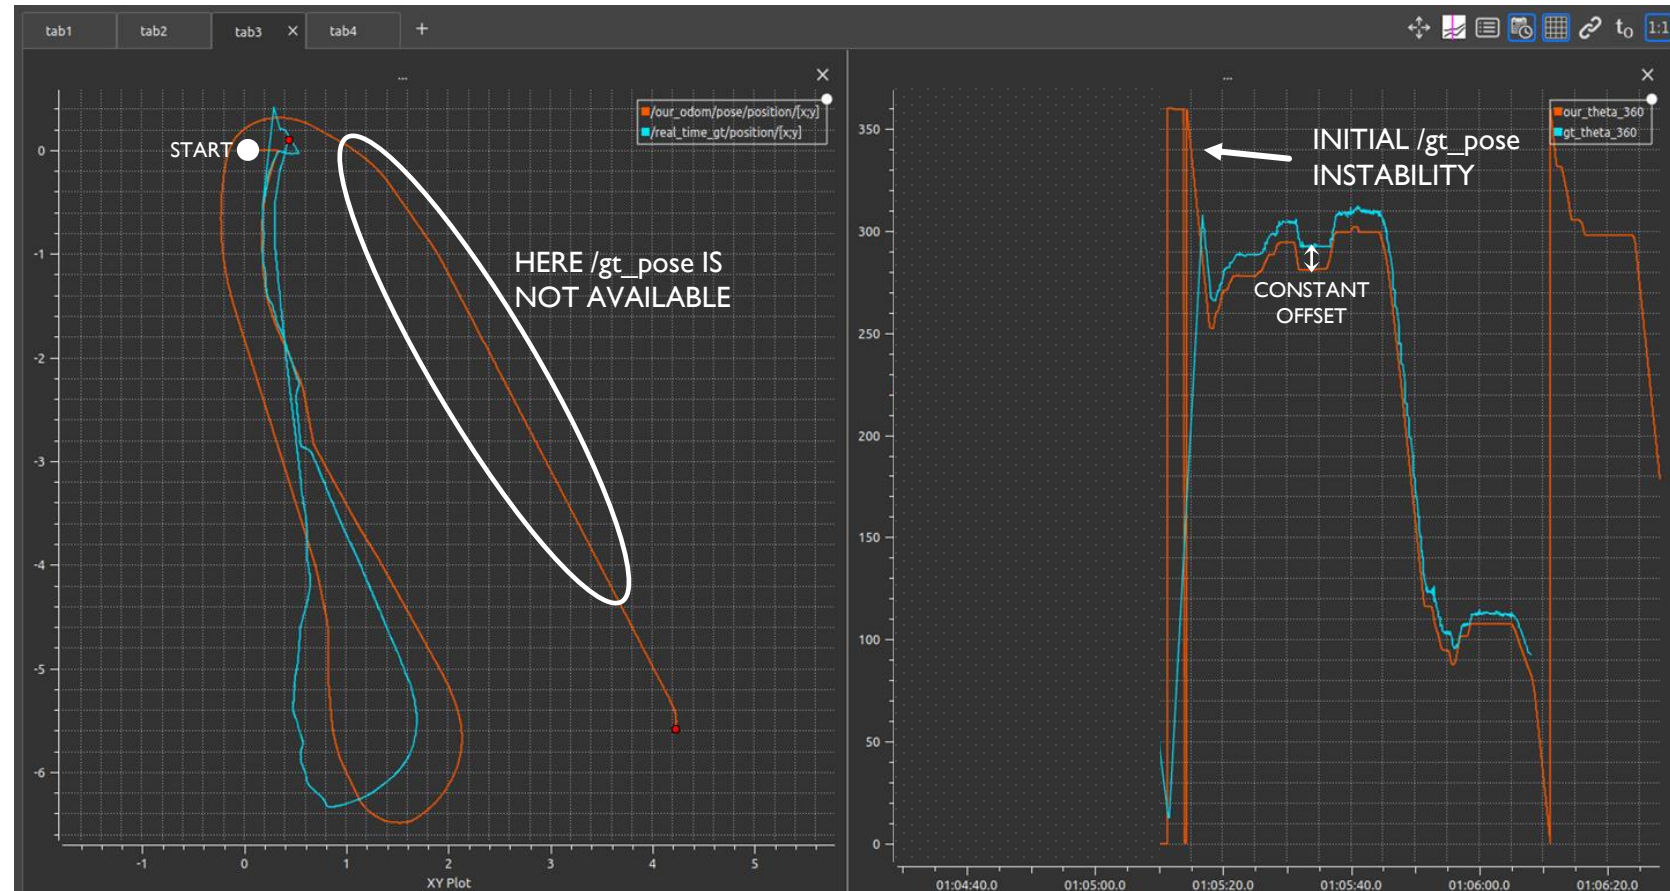 tab1
tab2
tab3
tab4
+
t0
1:1
...
/our_odom/pose/position/[x;y]
/real_time_gt/position/[x;y]
START
HERE /gt_pose IS
NOT AVAILABLE
0
-1
-2
-3
-4
-5
-6
-1
0
1
2
3
4
5
XY Plot
...
our_theta_360
gt_theta_360
INITIAL /gt_pose
INSTABILITY
CONSTANT
OFFSET
350
300
250
200
150
100
50
0
01:04:40.0
01:05:00.0
01:05:20.0
01:05:40.0
01:06:00.0
01:06:20.0